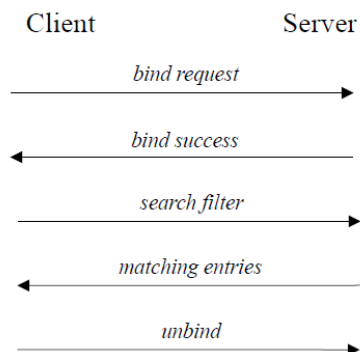 Client Server
bind request
bind success
search filter
matching entries
unbind